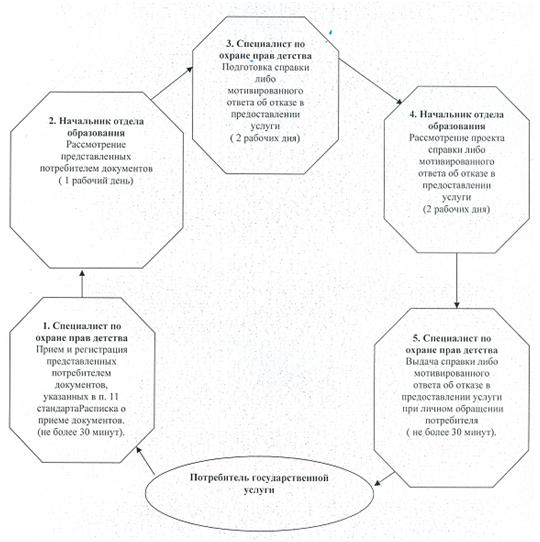 3. Специалист по
охране прав детства
Подготовка справки
либо
мотивированного
ответа об отказе в
предоставлении
услуги
( 2 рабочих дня)
2. Начальник отдела
образования
Рассмотрение
представленных
потребителем документов
( 1 рабочий день)
4. Начальник отдела
образования
Рассмотрение проекта
справки либо
мотивированного
ответа об отказе в
предоставлении
услуги
(2 рабочих дня)
1. Специалист по
охране прав детства
Прием и регистрация
представленных
потребителем
документов,
указанных в п. 11
стандартаРасписка о
приеме документов.
(не более 30 минут).
5. Специалист по
охране прав детства
Выдача справки либо
мотивированного
ответа об отказе в
предоставлении услуги
при личном обращении
потребителя
( не более 30 минут).
Потребитель государственной
услуги